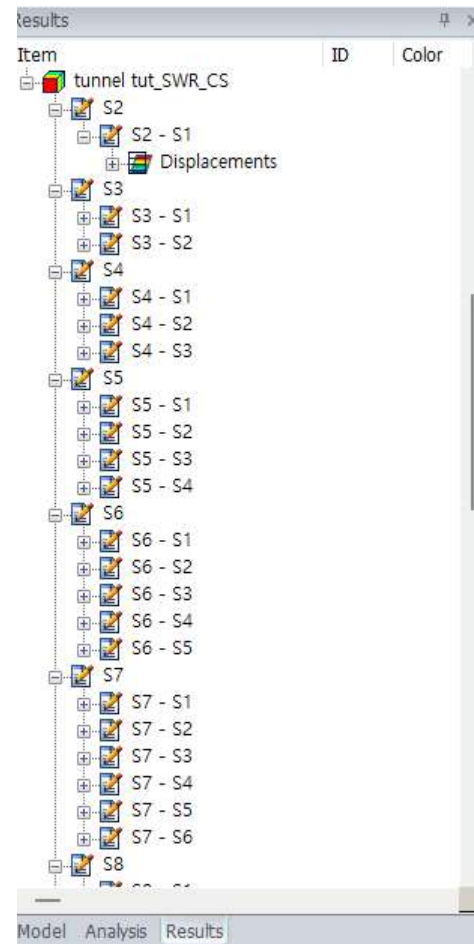 Results
Item ID Color
tunnel tut_SWR_CS
S2
S2 - S1
Displacements
S3
S3 - S1
S3 - S2
S4
S4 - S1
S4 - S2
S4 - S3
S5
S5 - S1
S5 - S2
S5 - S3
S5 - S4
S6
S6 - S1
S6 - S2
S6 - S3
S6 - S4
S6 - S5
S7
S7 - S1
S7 - S2
S7 - S3
S7 - S4
S7 - S5
S7 - S6
S8
Model Analysis Results